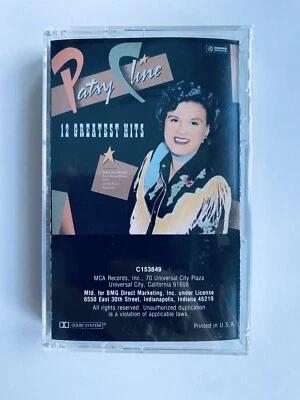 Patsy Cline
12 GREATEST HITS
C153849
MCA Records, Inc., 70 Universal City Plaza
Universal City, California 91608
Mfd. for BMG Direct Marketing, Inc. under License
6550 East 30th Street, Indianapolis, Indiana 46219
All rights reserved. Unauthorized duplication
is a violation of applicable laws.
DOLBY SYSTEM
Printed in U.S.A.